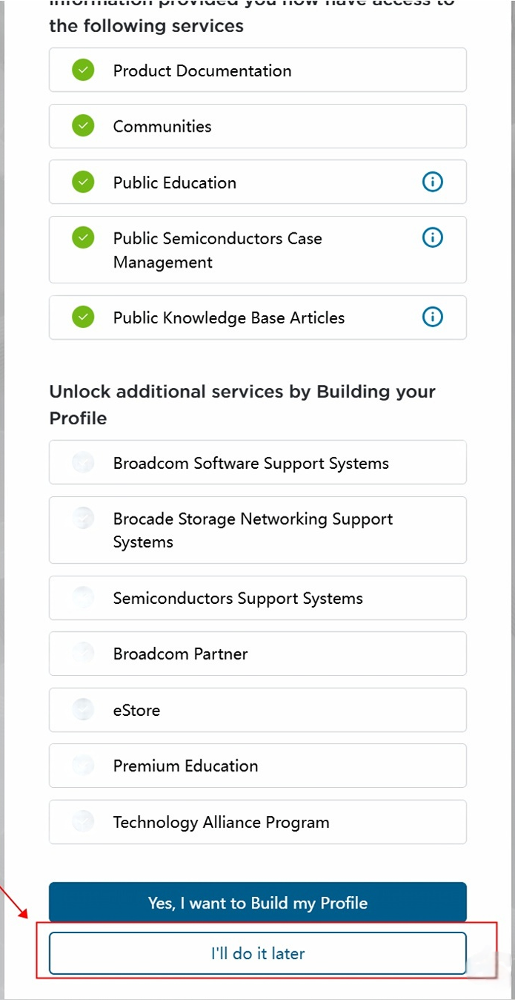 information provided you now have access to
the following services
Product Documentation
Communities
Public Education
Public Semiconductors Case
Management
Public Knowledge Base Articles
Unlock additional services by Building your
Profile
Broadcom Software Support Systems
Brocade Storage Networking Support
Systems
Semiconductors Support Systems
Broadcom Partner
eStore
Premium Education
Technology Alliance Program
Yes, I want to Build my Profile
I'll do it later